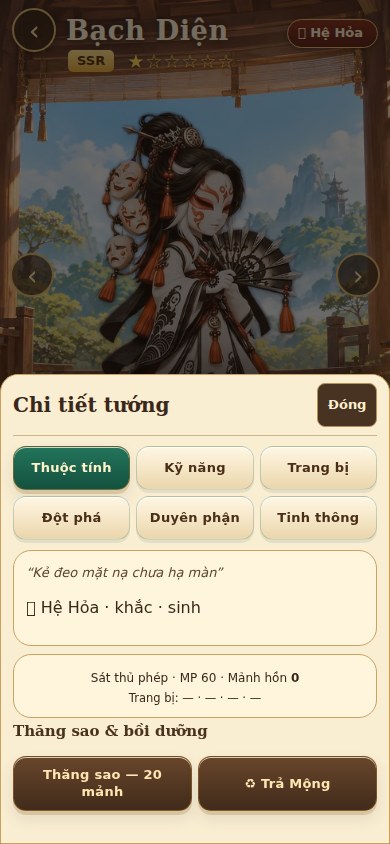 ‹
Bạch Diện
Hệ Hỏa
SSR ★☆☆☆☆☆
‹ ›
Chi tiết tướng
Đóng
Thuộc tính
Kỹ năng
Trang bị
Đột phá
Duyên phận
Tinh thông
“Kẻ đeo mặt nạ chưa hạ màn”
Hệ Hỏa · khắc · sinh
Sát thủ phép · MP 60 · Mảnh hồn 0
Trang bị: — · — · — · —
Thăng sao & bồi dưỡng
Thăng sao — 20
mảnh
♻ Trả Mộng